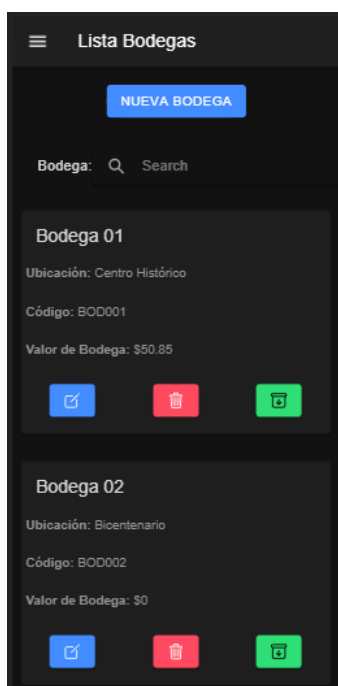 Lista Bodegas
NUEVA BODEGA
Bodega: Search
Bodega 01
Ubicación: Centro Histórico
Código: BOD001
Valor de Bodega: $50.85
Bodega 02
Ubicación: Bicentenario
Código: BOD002
Valor de Bodega: $0